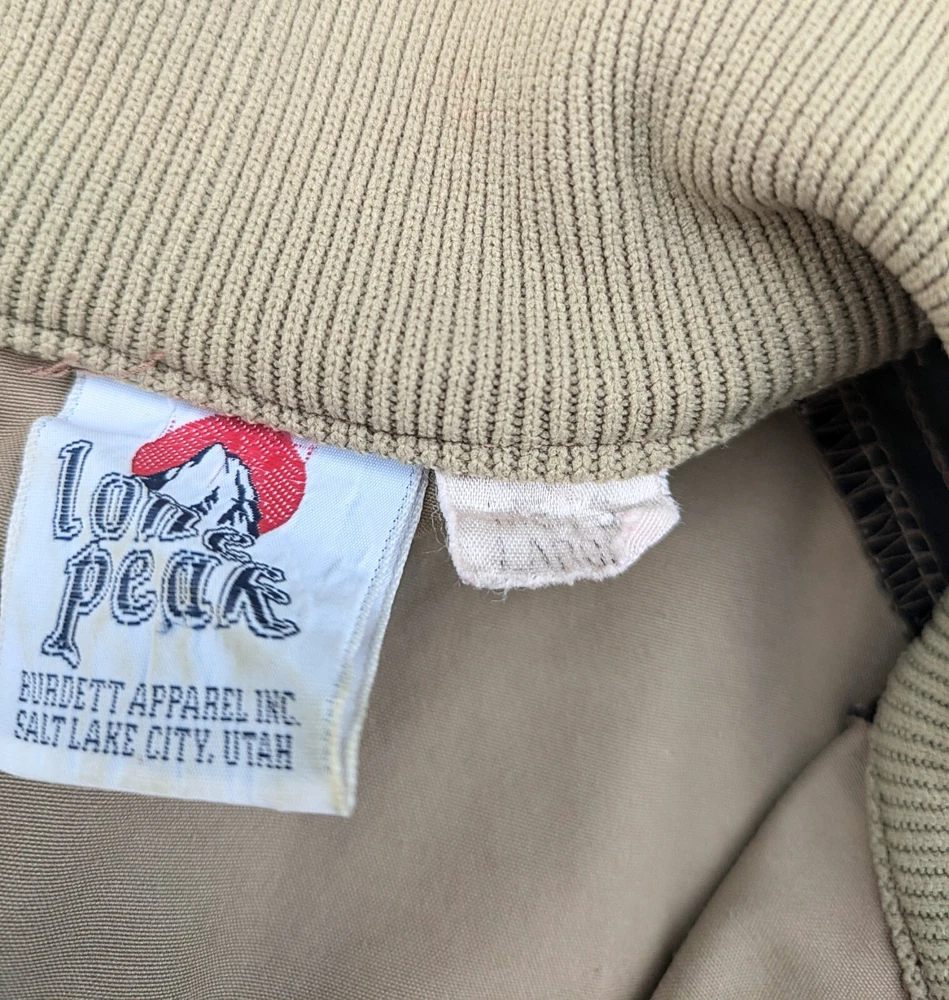 lone
peak
BURDETT APPAREL INC.
SALT LAKE CITY, UTAH